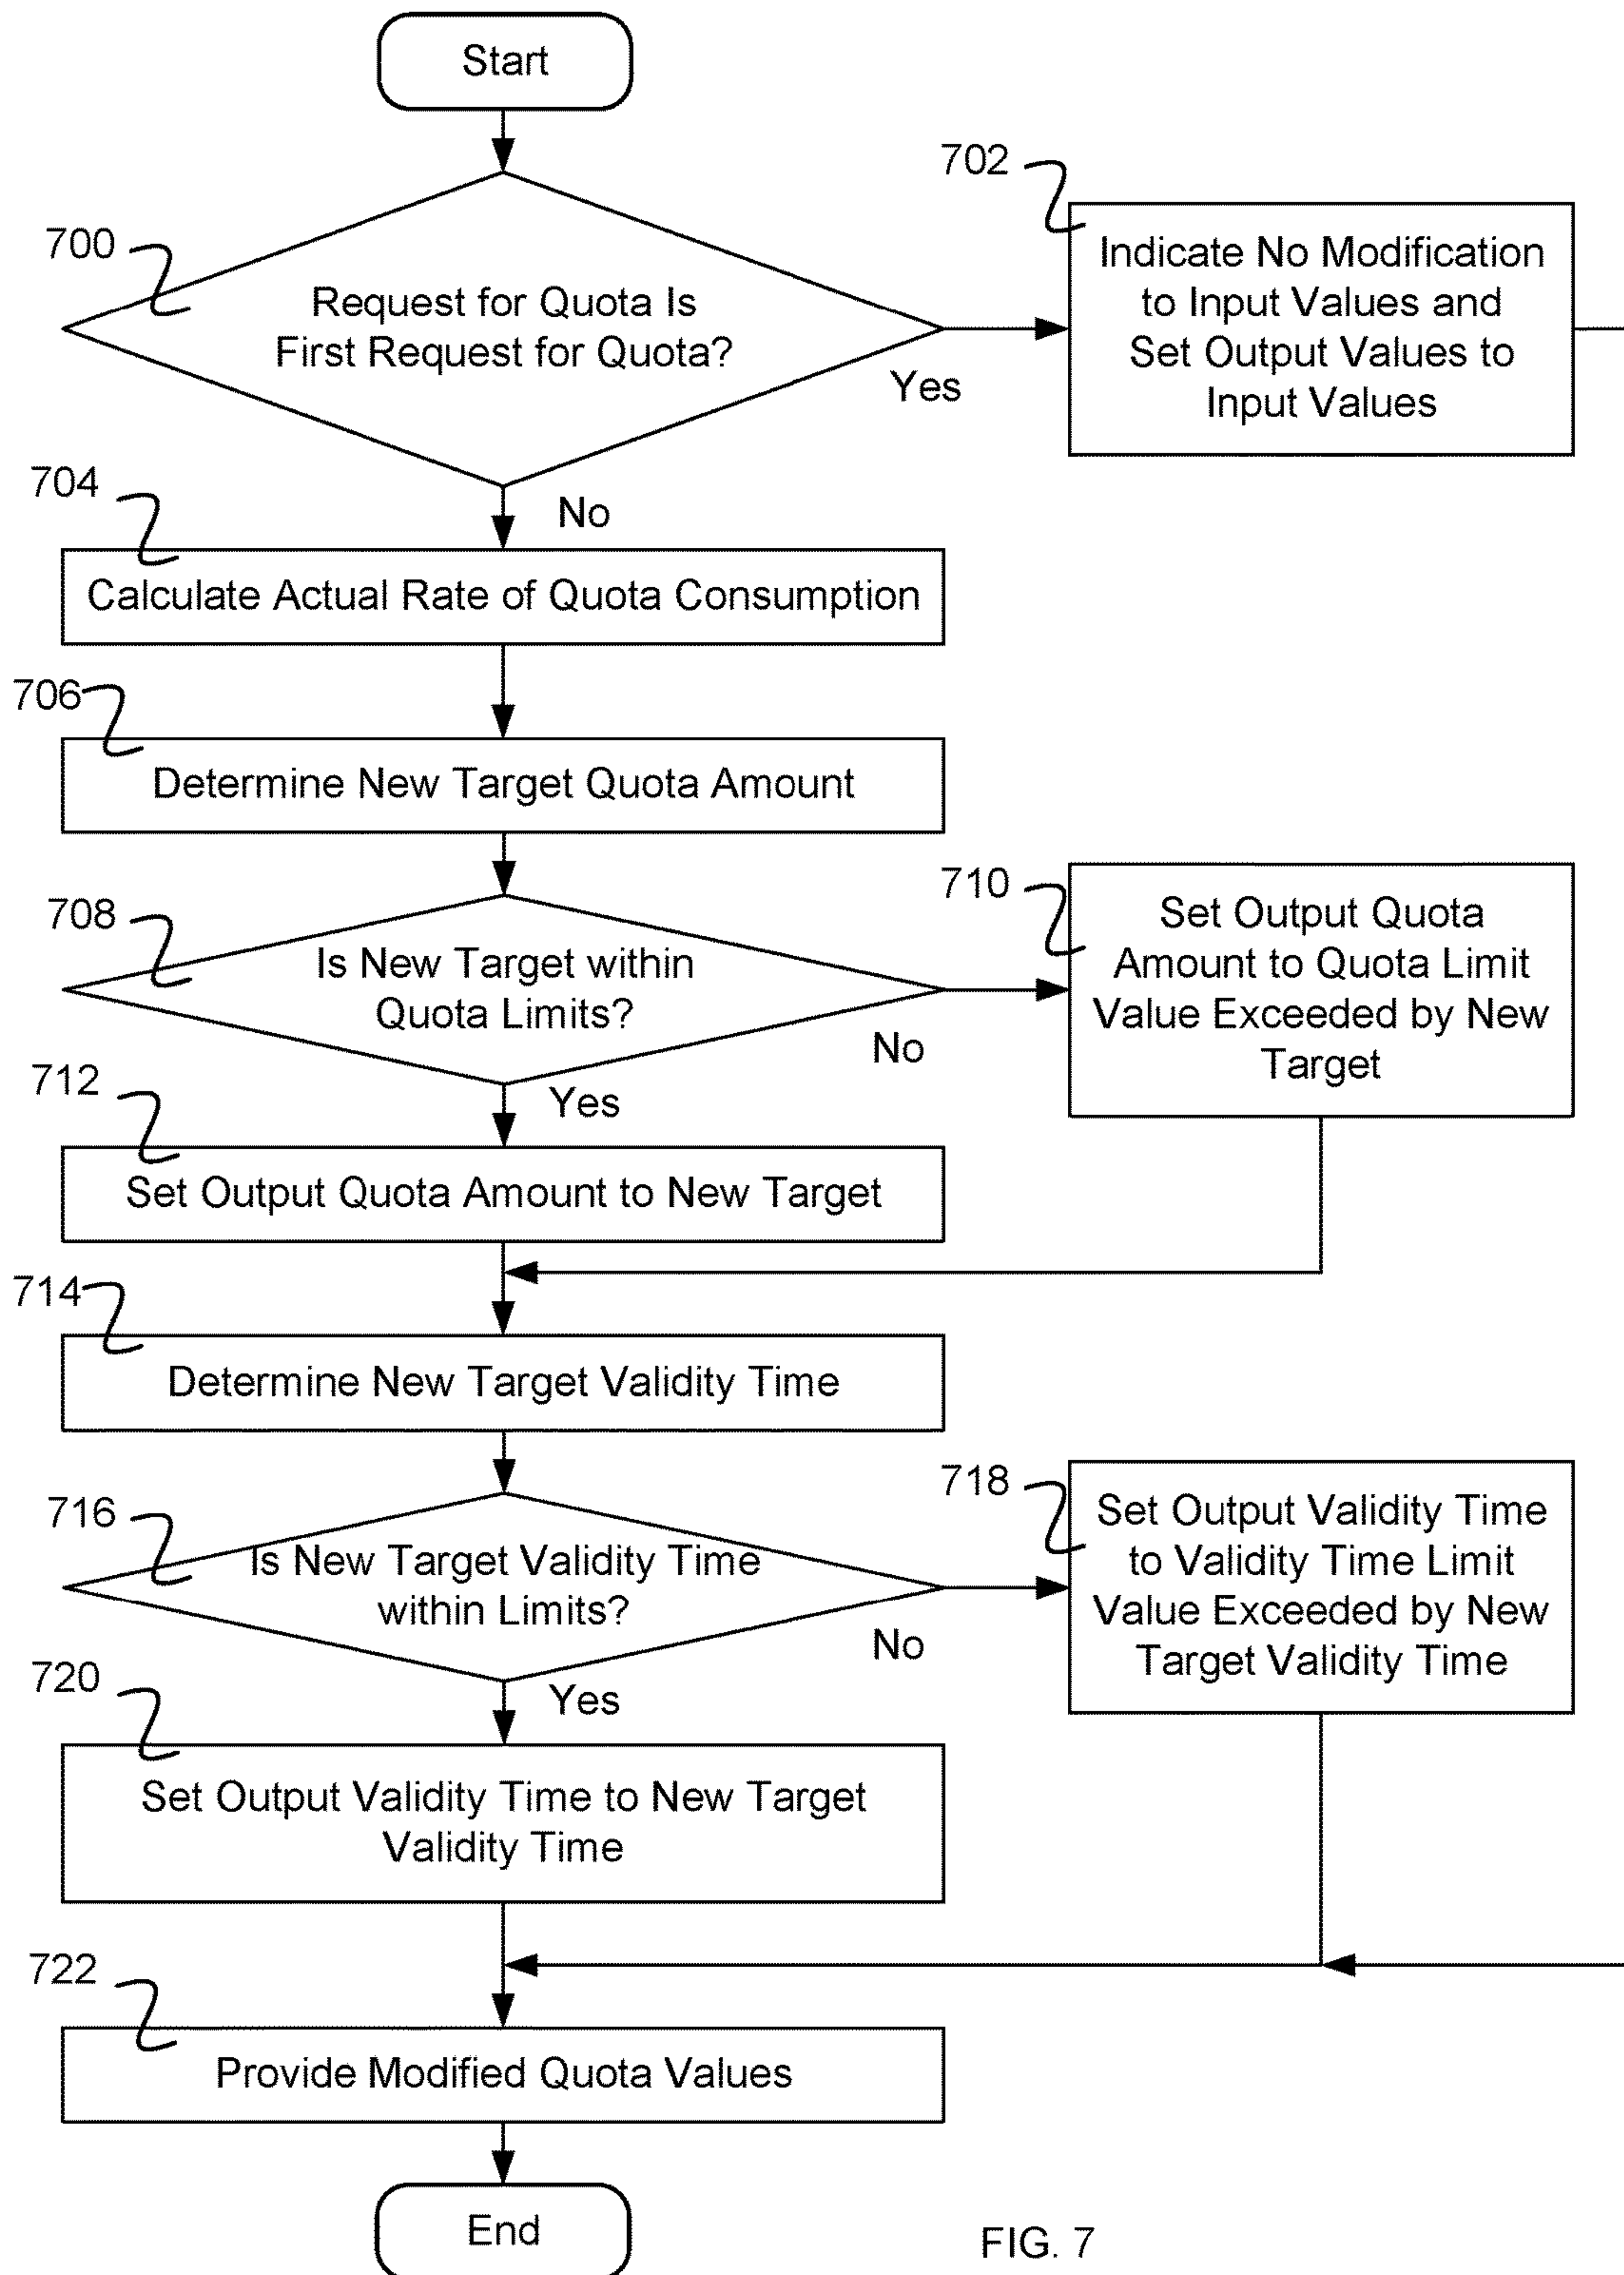 Start
700
Request for Quota Is
First Request for Quota?
Yes
702
Indicate No Modification
to Input Values and
Set Output Values to
Input Values
No
704
Calculate Actual Rate of Quota Consumption
706
Determine New Target Quota Amount
708
Is New Target within
Quota Limits?
No
710
Set Output Quota
Amount to Quota Limit
Value Exceeded by New
Target
Yes
712
Set Output Quota Amount to New Target
714
Determine New Target Validity Time
716
Is New Target Validity Time
within Limits?
No
718
Set Output Validity Time
to Validity Time Limit
Value Exceeded by New
Target Validity Time
Yes
720
Set Output Validity Time to New Target
Validity Time
722
Provide Modified Quota Values
End
FIG. 7